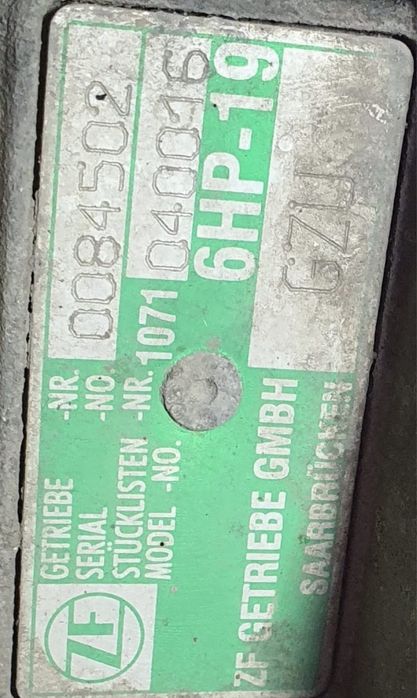 GETRIEBE -NR.
SERIAL -NO 0084502
STÜCKLISTEN -NR. 1071 040016
MODEL -NO.
6HP-19
ZF GETRIEBE GMBH GZU
SAARBRÜCKEN
ZF